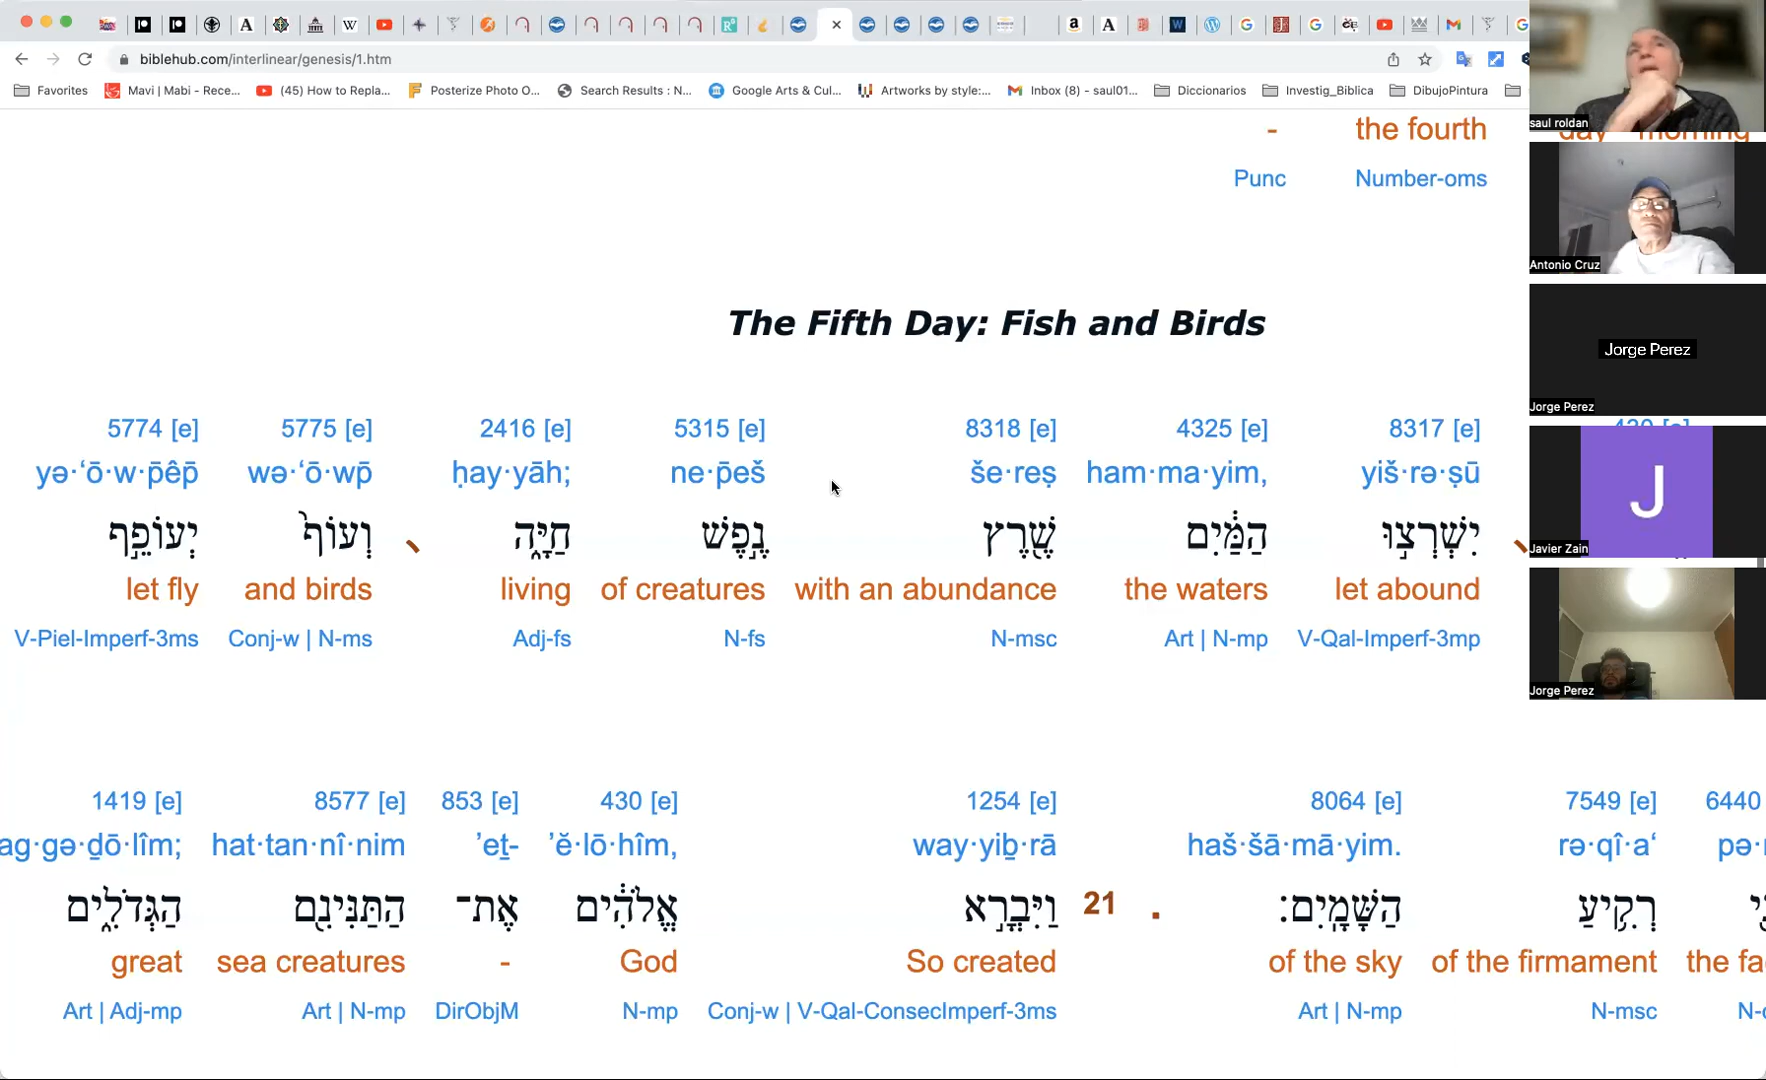 biblehub.com/interlinear/genesis/1.htm
Favorites
Mavi | Mabi - Rece...
(45) How to Repla...
Posterize Photo O...
Search Results : N...
Google Arts & Cul...
Artworks by style:...
Inbox (8) - saul01...
Diccionarios
Investig_Biblica
DibujoPintura
- the fourth
Punc Number-oms
The Fifth Day: Fish and Birds
5774 [e] 5775 [e] 2416 [e] 5315 [e] 8318 [e] 4325 [e] 8317 [e]
yə·‘ō·w·p̄êp̄ wə·‘ō·wp̄ ḥay·yāh; ne·p̄eš še·reṣ ham·ma·yim, yiš·rə·ṣū
יִשְׁרְצ֣וּ הַמַּ֔יִם שֶׁ֖רֶץ נֶ֣פֶשׁ חַיָּ֑ה וְעוֹף֙ יְעוֹפֵ֣ף
let fly and birds living of creatures with an abundance the waters let abound
V-Piel-Imperf-3ms Conj-w | N-ms Adj-fs N-fs N-msc Art | N-mp V-Qal-Imperf-3mp
1419 [e] 8577 [e] 853 [e] 430 [e] 1254 [e] 8064 [e] 7549 [e] 6440
ag·gə·ḏō·lîm; hat·tan·nî·nim ’eṯ- ’ĕ·lō·hîm, way·yiḇ·rā haš·šā·mā·yim. rə·qî·a‘
רְקִ֥יעַ הַשָּׁמָֽיִם׃ . 21 וַיִּבְרָ֣א אֱלֹהִ֔ים אֶת־ הַתַּנִּינִ֖ם הַגְּדֹלִ֑ים
great sea creatures - God So created of the sky of the firmament the fa
Art | Adj-mp Art | N-mp DirObjM N-mp Conj-w | V-Qal-ConsecImperf-3ms Art | N-mp N-msc
saul roldan
Antonio Cruz
Jorge Perez
Jorge Perez
J
Javier Zain
Jorge Perez